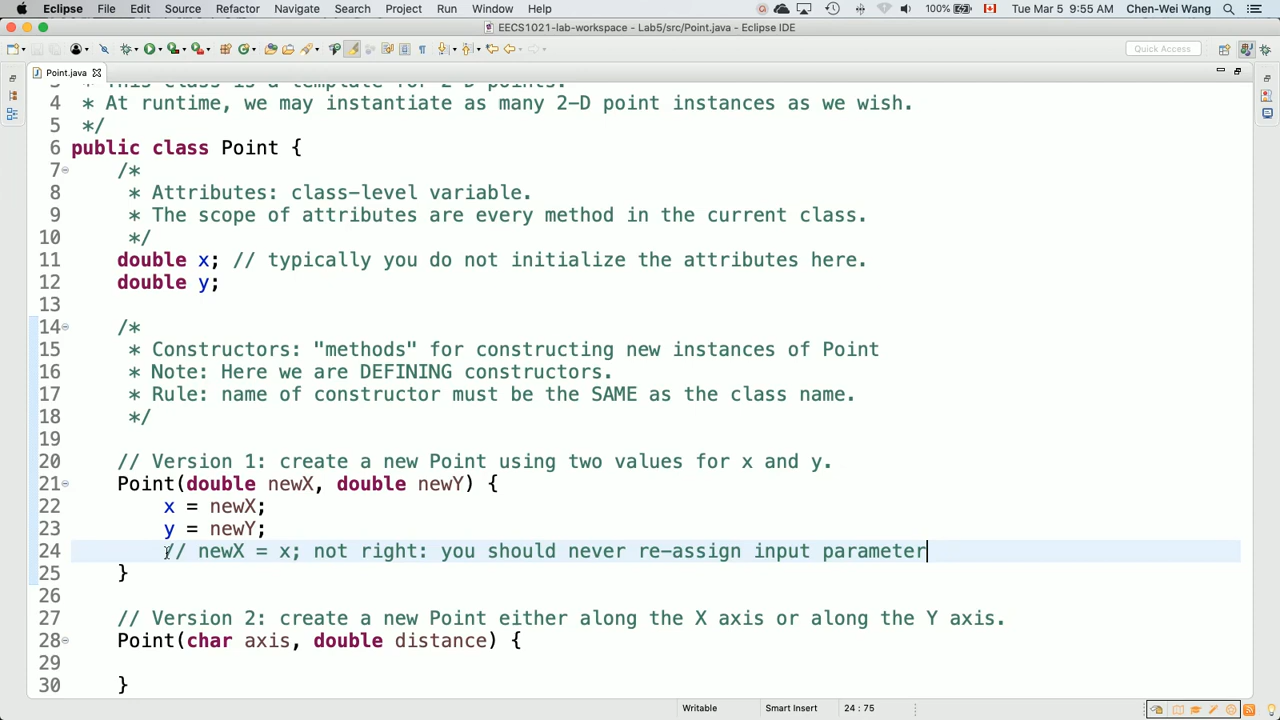 Eclipse File Edit Source Refactor Navigate Search Project Run Window Help 100% Tue Mar 5 9:55 AM Chen-Wei Wang
EECS1021-lab-workspace - Lab5/src/Point.java - Eclipse IDE
Quick Access
Point.java
3 * This class is a template for 2-D points.
4 * At runtime, we may instantiate as many 2-D point instances as we wish.
5 */
6 public class Point {
7 /*
8 * Attributes: class-level variable.
9 * The scope of attributes are every method in the current class.
10 */
11 double x; // typically you do not initialize the attributes here.
12 double y;
13
14 /*
15 * Constructors: "methods" for constructing new instances of Point
16 * Note: Here we are DEFINING constructors.
17 * Rule: name of constructor must be the SAME as the class name.
18 */
19
20 // Version 1: create a new Point using two values for x and y.
21 Point(double newX, double newY) {
22 x = newX;
23 y = newY;
24 // newX = x; not right: you should never re-assign input parameter
25 }
26
27 // Version 2: create a new Point either along the X axis or along the Y axis.
28 Point(char axis, double distance) {
29
30 }
Writable Smart Insert 24 : 75